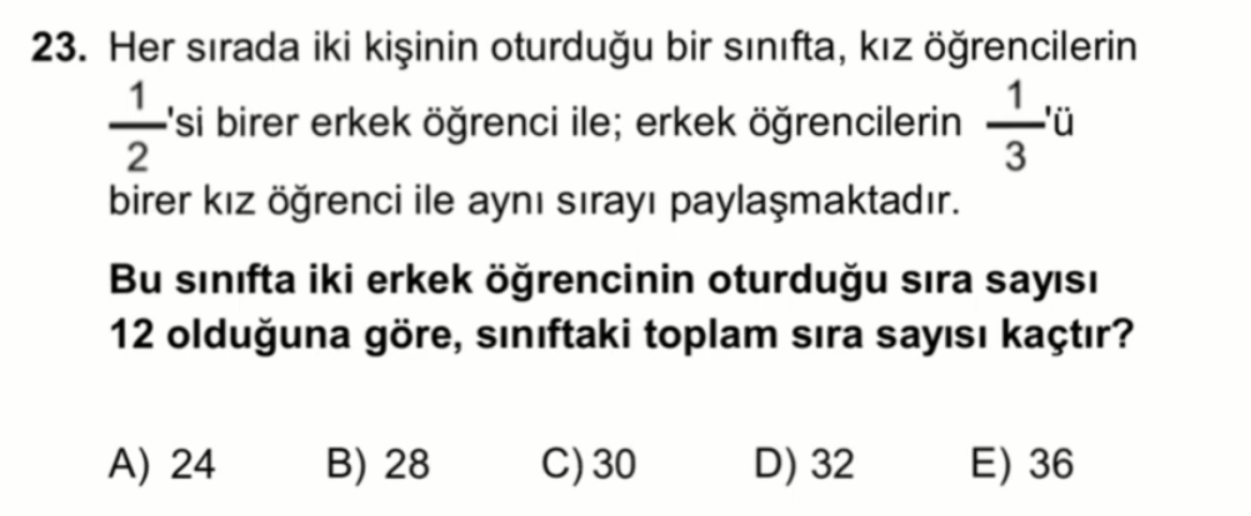 23. Her sırada iki kişinin oturduğu bir sınıfta, kız öğrencilerin
1/2'si birer erkek öğrenci ile; erkek öğrencilerin 1/3'ü
birer kız öğrenci ile aynı sırayı paylaşmaktadır.
Bu sınıfta iki erkek öğrencinin oturduğu sıra sayısı
12 olduğuna göre, sınıftaki toplam sıra sayısı kaçtır?
A) 24 B) 28 C) 30 D) 32 E) 36